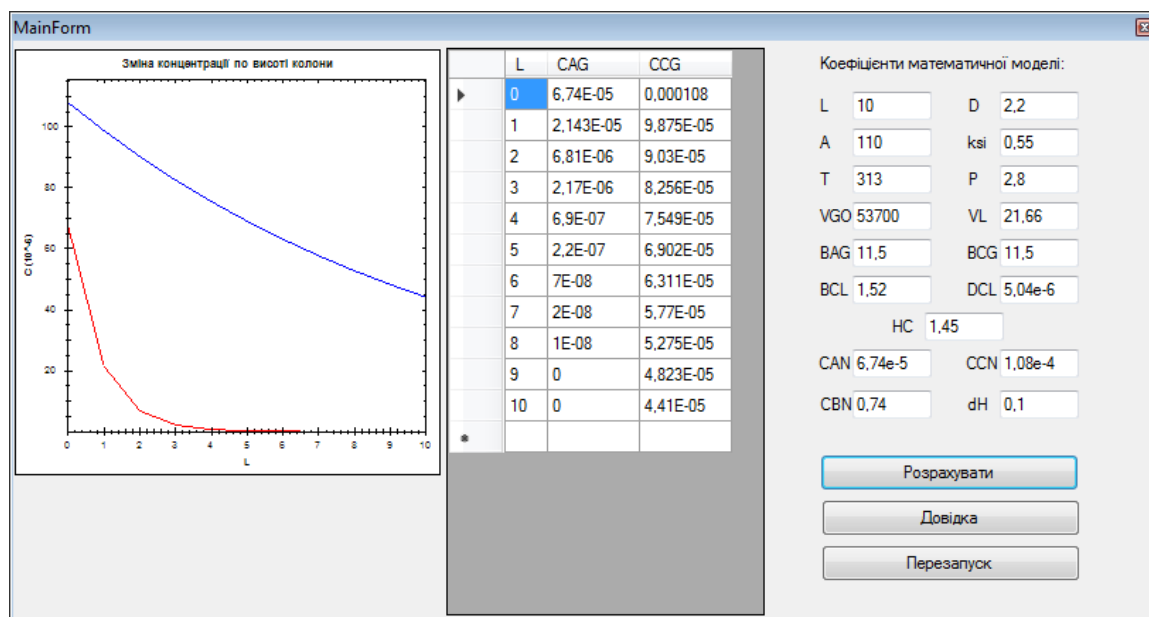 MainForm
Зміна концентрації по висоті колони
C (10^-6)
100
80
60
40
20
0 1 2 3 4 5 6 7 8 9 10
L
L CAG CCG
0 6,74E-05 0,000108
1 2,143E-05 9,875E-05
2 6,81E-06 9,03E-05
3 2,17E-06 8,256E-05
4 6,9E-07 7,549E-05
5 2,2E-07 6,902E-05
6 7E-08 6,311E-05
7 2E-08 5,77E-05
8 1E-08 5,275E-05
9 0 4,823E-05
10 0 4,41E-05
Коефіцієнти математичної моделі:
L 10 D 2,2
A 110 ksi 0,55
T 313 P 2,8
VGO 53700 VL 21,66
BAG 11,5 BCG 11,5
BCL 1,52 DCL 5,04e-6
HC 1,45
CAN 6,74e-5 CCN 1,08e-4
CBN 0,74 dH 0,1
Розрахувати
Довідка
Перезапуск